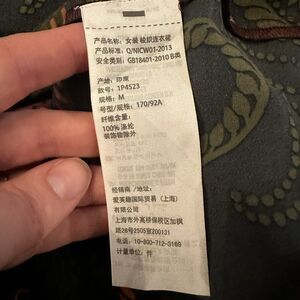 产品名称: 女装 梭织连衣裙
产品标准: Q/NICW01-2013
安全类别: GB18401-2010 B类
产地: 印度
款号: 1P4523
规格: M
号型/规格: 170/92A
纤维含量:
100% 涤纶
装饰缝除外
经销商 /地址:
爱芙趣国际贸易 (上海)
有限公司
上海市外高桥保税区加枫
路28号2505室200131
电话: 10-800-712-3169
计量单位: 件